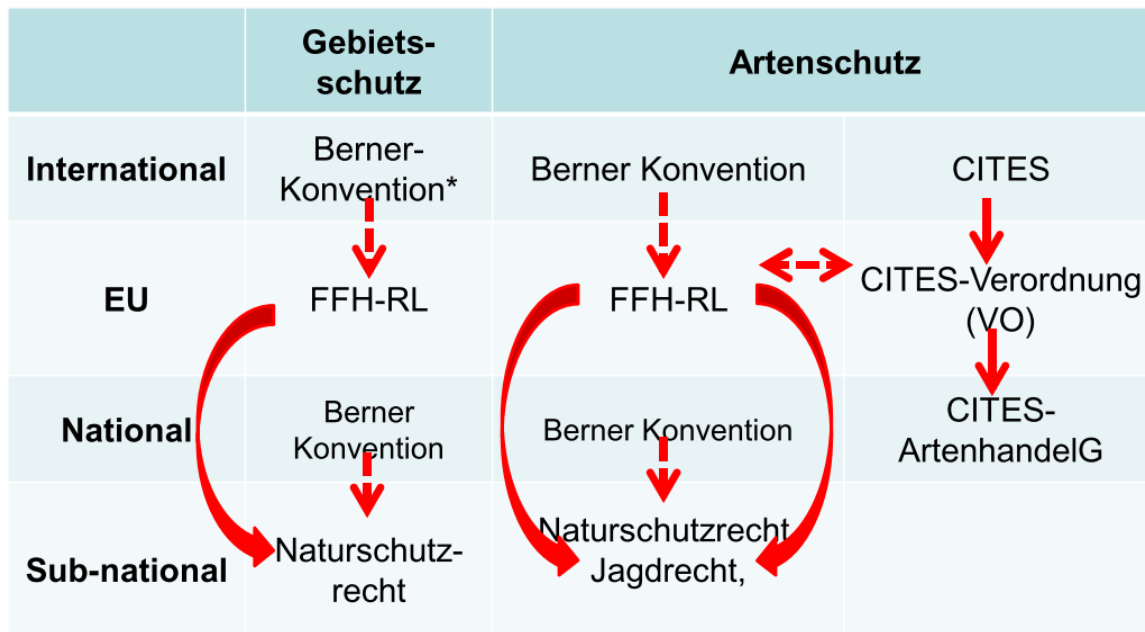 Gebiets-
schutz
Artenschutz
International
Berner-
Konvention*
Berner Konvention
CITES
EU
FFH-RL
FFH-RL
CITES-Verordnung
(VO)
National
Berner
Konvention
Berner Konvention
CITES-
ArtenhandelG
Sub-national
Naturschutz-
recht
Naturschutzrecht
Jagdrecht,